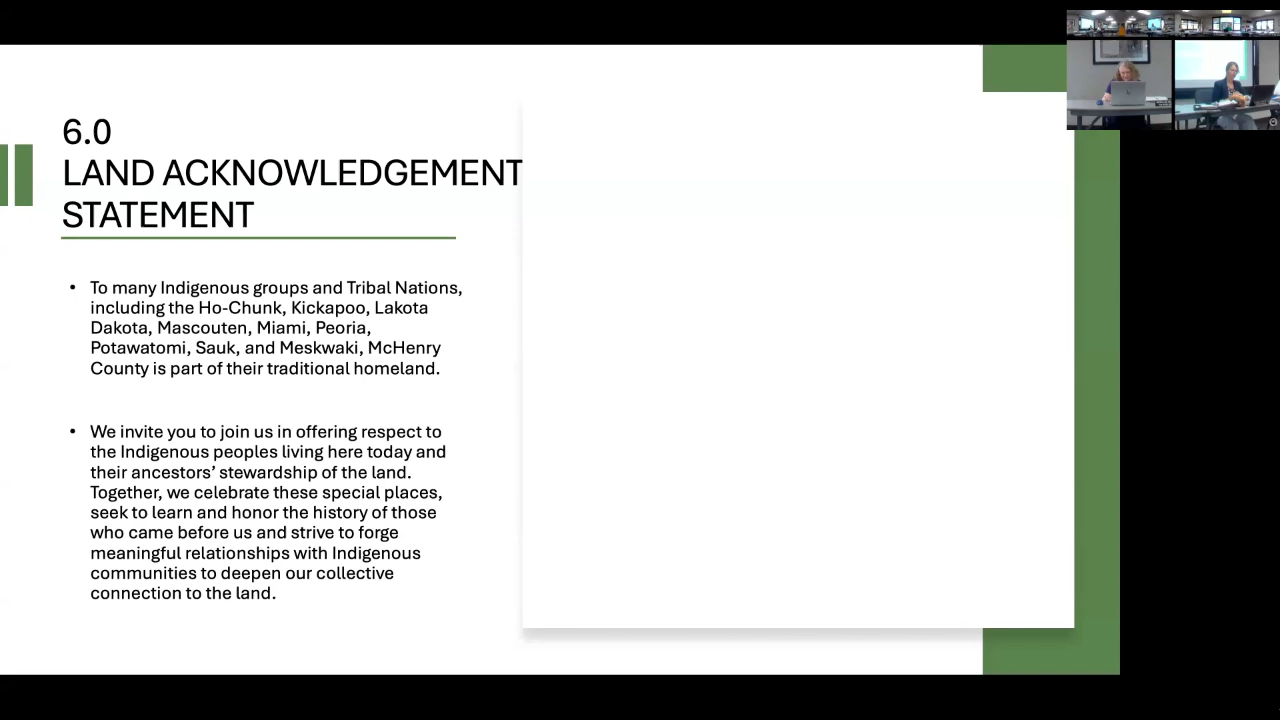 6.0
LAND ACKNOWLEDGEMENT
STATEMENT
• To many Indigenous groups and Tribal Nations,
including the Ho-Chunk, Kickapoo, Lakota
Dakota, Mascouten, Miami, Peoria,
Potawatomi, Sauk, and Meskwaki, McHenry
County is part of their traditional homeland.
• We invite you to join us in offering respect to
the Indigenous peoples living here today and
their ancestors’ stewardship of the land.
Together, we celebrate these special places,
seek to learn and honor the history of those
who came before us and strive to forge
meaningful relationships with Indigenous
communities to deepen our collective
connection to the land.